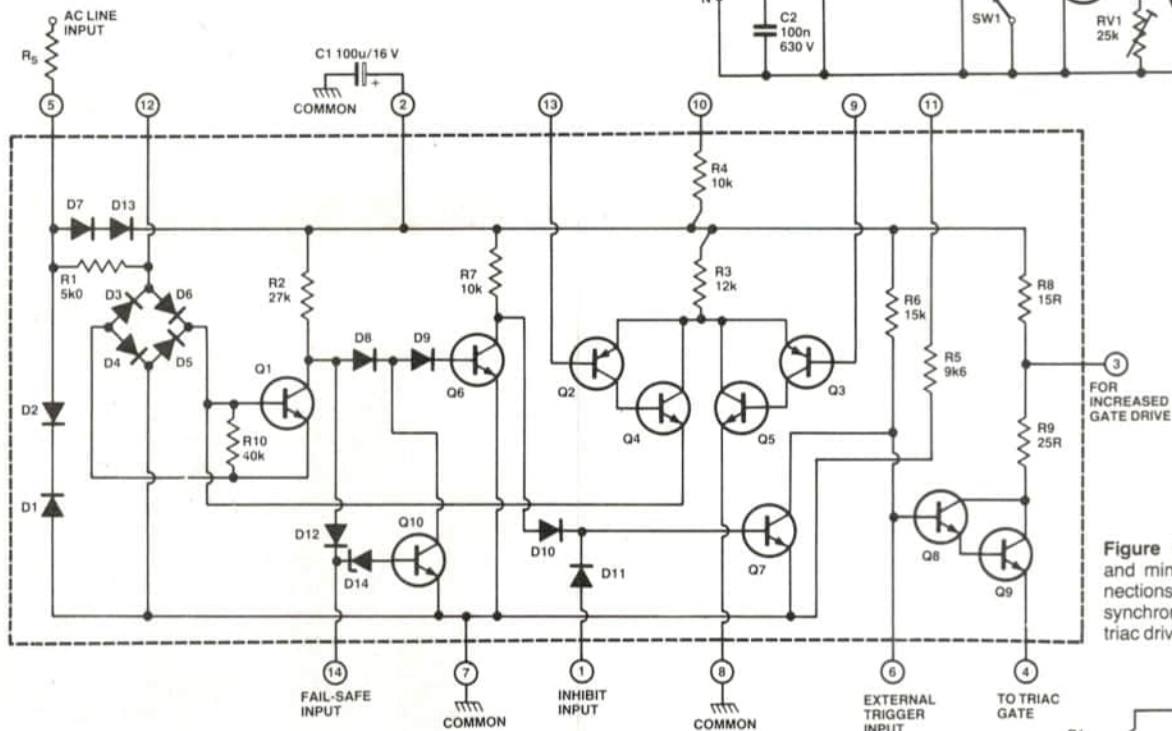 AC LINE
INPUT
R5
C1 100u/16 V
+
COMMON
C2
100n
630 V
SW1
RV1
25k
5
12
2
13
10
9
11
D7
D13
R4
10k
R1
5k0
D3
D6
D4
D5
R2
27k
R7
10k
R3
12k
R6
15k
R5
9k6
R8
15R
Q1
D8
D9
Q6
Q2
Q3
Q4
Q5
3
FOR
INCREASED
GATE DRIVE
D2
R10
40k
R9
25R
D1
D12
Q10
D14
D10
D11
Q7
Q8
Q9
Figure
and min
nections
synchron
triac driv
14
7
1
8
6
4
FAIL-SAFE
INPUT
COMMON
INHIBIT
INPUT
COMMON
EXTERNAL
TRIGGER
INPUT
TO TRIAC
GATE